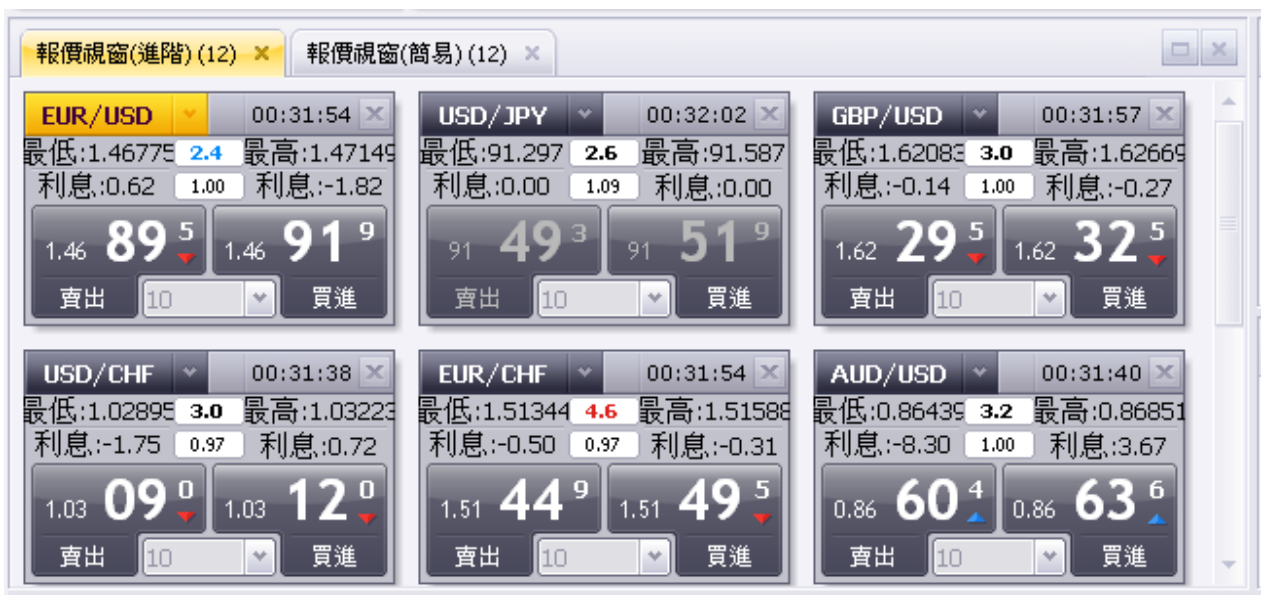 報價視窗(進階) (12) 報價視窗(簡易) (12)
EUR/USD 00:31:54
最低:1.46775 2.4 最高:1.47149
利息:0.62 1.00 利息:-1.82
1.46 89 5 1.46 91 9
賣出 10 買進
USD/JPY 00:32:02
最低:91.297 2.6 最高:91.587
利息:0.00 1.09 利息:0.00
91 49 3 91 51 9
賣出 10 買進
GBP/USD 00:31:57
最低:1.62083 3.0 最高:1.62669
利息:-0.14 1.00 利息:-0.27
1.62 29 5 1.62 32 5
賣出 10 買進
USD/CHF 00:31:38
最低:1.02895 3.0 最高:1.03223
利息:-1.75 0.97 利息:0.72
1.03 09 0 1.03 12 0
賣出 10 買進
EUR/CHF 00:31:54
最低:1.51344 4.6 最高:1.51588
利息:-0.50 0.97 利息:-0.31
1.51 44 9 1.51 49 5
賣出 10 買進
AUD/USD 00:31:40
最低:0.86439 3.2 最高:0.86851
利息:-8.30 1.00 利息:3.67
0.86 60 4 0.86 63 6
賣出 10 買進